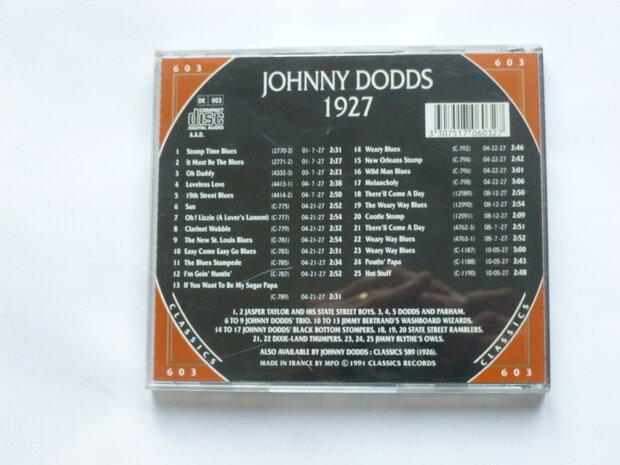 603
603
JOHNNY DODDS
1927
DK 003
COMPACT
disc
DIGITAL AUDIO
A.A.D.
3 307517 060327
1 Stomp Time Blues (2770-2) 01-?-27 2:31
2 It Must Be The Blues (2771-2) 01-?-27 2:27
3 Oh Daddy (4332-3) 03-?-27 2:23
4 Loveless Love (4413-1) 04-?-27 2:38
5 19th Street Blues (4414-2) 04-?-27 2:50
6 San (C-775) 04-21-27 2:52
7 Oh! Lizzie (A Lover's Lament) (C-777) 04-21-27 2:54
8 Clarinet Wobble (C-779) 04-21-27 2:32
9 The New St. Louis Blues (C-781) 04-21-27 2:54
10 Easy Come Easy Go Blues (C-783) 04-21-27 2:51
11 The Blues Stampede (C-785) 04-21-27 2:34
12 I'm Goin' Huntin' (C-787) 04-21-27 2:52
13 If You Want To Be My Sugar Papa
(C-789) 04-21-27 2:31
14 Weary Blues (C-792) 04-22-27 2:46
15 New Orleans Stomp (C-794) 04-22-27 2:42
16 Wild Man Blues (C-796) 04-22-27 3:01
17 Melancholy (C-798) 04-22-27 3:06
18 There'll Come A Day (12989) 08-12-27 2:50
19 The Weary Way Blues (12990) 08-12-27 2:54
20 Cootie Stomp (12991) 08-12-27 2:09
21 There'll Come A Day (4762-3) 08-?-27 2:51
22 Weary Way Blues (4763-1) 08-?-27 2:52
23 Weary Way Blues (C-1187) 10-05-27 3:00
24 Poutin' Papa (C-1188) 10-05-27 2:43
25 Hot Stuff (C-1190) 10-05-27 2:48
1, 2 JASPER TAYLOR AND HIS STATE STREET BOYS. 3, 4, 5 DODDS AND PARHAM.
6 TO 9 JOHNNY DODDS' TRIO. 10 TO 13 JIMMY BERTRAND'S WASHBOARD WIZARDS.
14 TO 17 JOHNNY DODDS' BLACK BOTTOM STOMPERS. 18, 19, 20 STATE STREET RAMBLERS.
21, 22 DIXIE-LAND THUMPERS. 23, 24, 25 JIMMY BLYTHE'S OWLS.
ALSO AVAILABLE BY JOHNNY DODDS : CLASSICS 589 (1926).
MADE IN FRANCE BY MPO © 1991 CLASSICS RECORDS
CLASSICS
CLASSICS
603
603